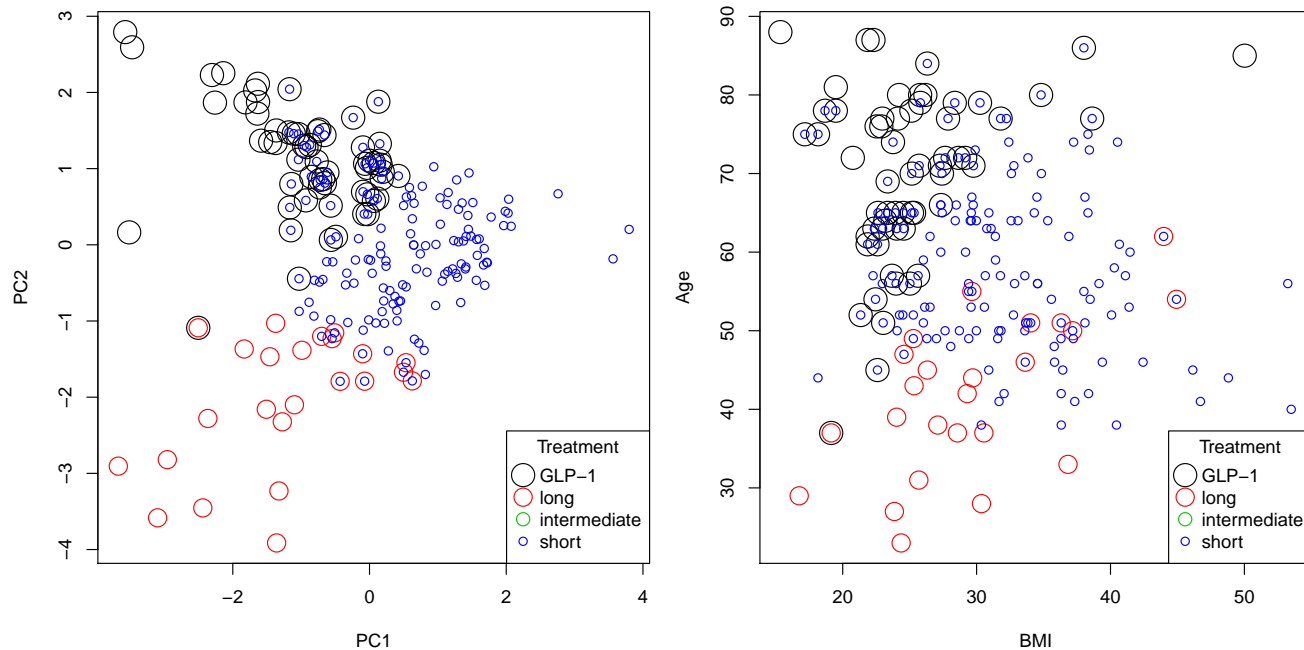 3
2
1
0
−1
−2
−3
−4
PC2
−2
0
2
4
PC1
Treatment
GLP−1
long
intermediate
short
90
80
70
60
50
40
30
Age
20
30
40
50
BMI
Treatment
GLP−1
long
intermediate
short